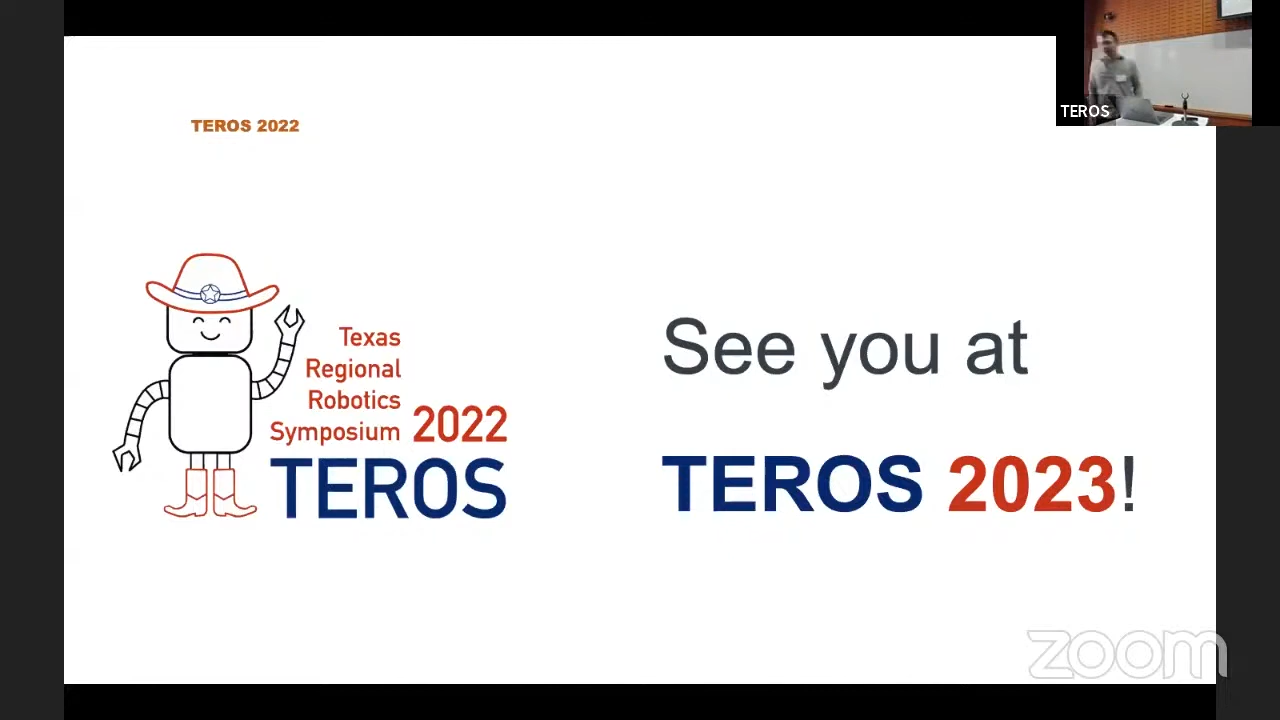 TEROS 2022
TEROS
Texas
Regional
Robotics
Symposium 2022
TEROS
See you at
TEROS 2023!
zoom